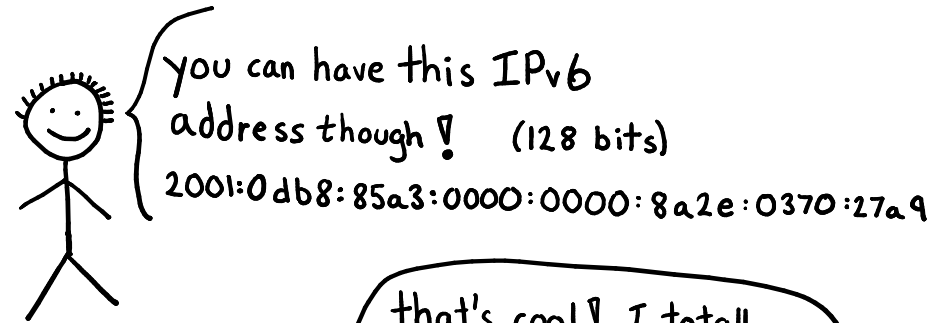 you can have this IPv6
address though! (128 bits)
2001:0db8:85a3:0000:0000:8a2e:0370:27a9
that's cool! I